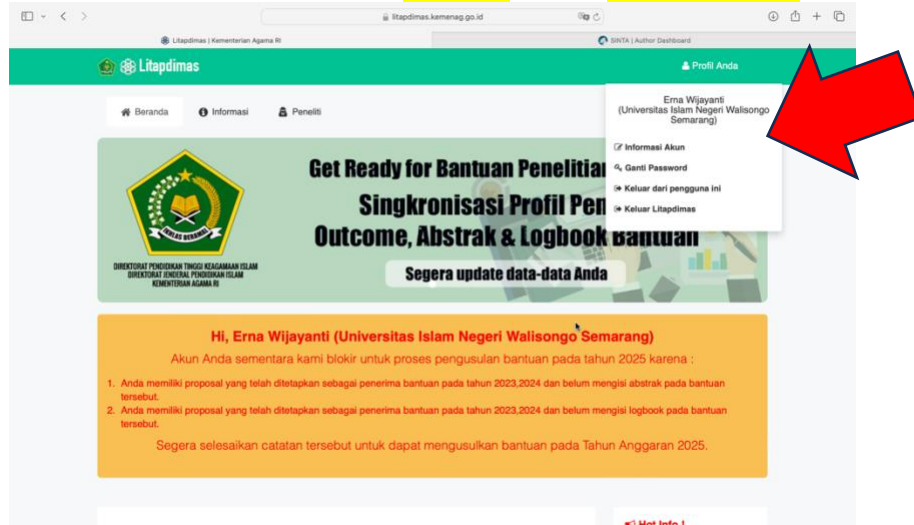 litapdimas.kemenag.go.id
Litapdimas | Kementerian Agama RI
SINTA | Author Dashboard
Litapdimas
Profil Anda
Erna Wijayanti
(Universitas Islam Negeri Walisongo
Semarang)
Informasi Akun
Ganti Password
Keluar dari pengguna ini
Keluar Litapdimas
Beranda
Informasi
Peneliti
IKHLAS BERAMAL
DIREKTORAT PENDIDIKAN TINGGI KEAGAMAAN ISLAM
DIREKTORAT JENDERAL PENDIDIKAN ISLAM
KEMENTERIAN AGAMA RI
Get Ready for Bantuan Penelitia
Singkronisasi Profil Pen
Outcome, Abstrak & Logbook Bantuan
Segera update data-data Anda
Hi, Erna Wijayanti (Universitas Islam Negeri Walisongo Semarang)
Akun Anda sementara kami blokir untuk proses pengusulan bantuan pada tahun 2025 karena :
1. Anda memiliki proposal yang telah ditetapkan sebagai penerima bantuan pada tahun 2023,2024 dan belum mengisi abstrak pada bantuan
tersebut.
2. Anda memiliki proposal yang telah ditetapkan sebagai penerima bantuan pada tahun 2023,2024 dan belum mengisi logbook pada bantuan
tersebut.
Segera selesaikan catatan tersebut untuk dapat mengusulkan bantuan pada Tahun Anggaran 2025.
Hot Info !